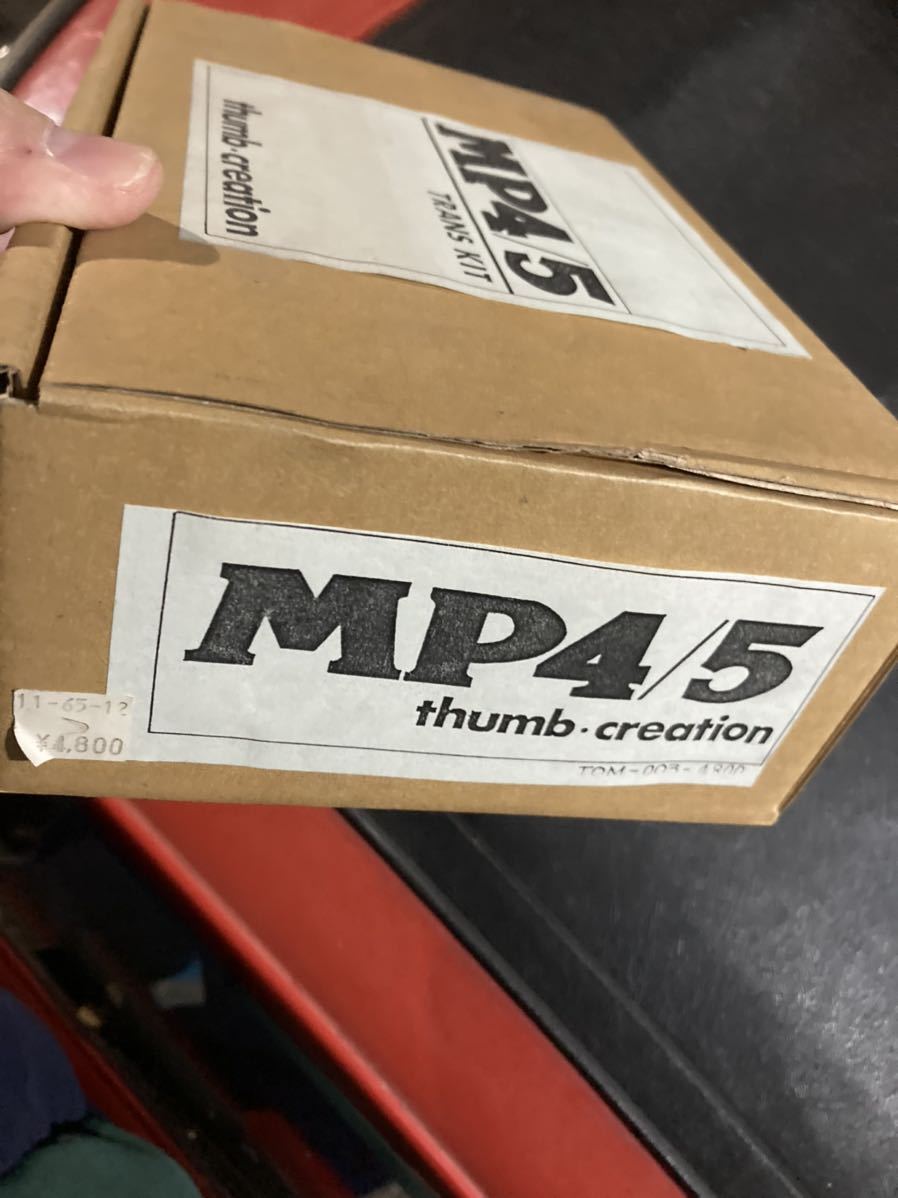 MP4/5
TRANS KIT
thumb·creation
MP4/5
thumb·creation
TOM-003-4800
11-65-12
¥4,800